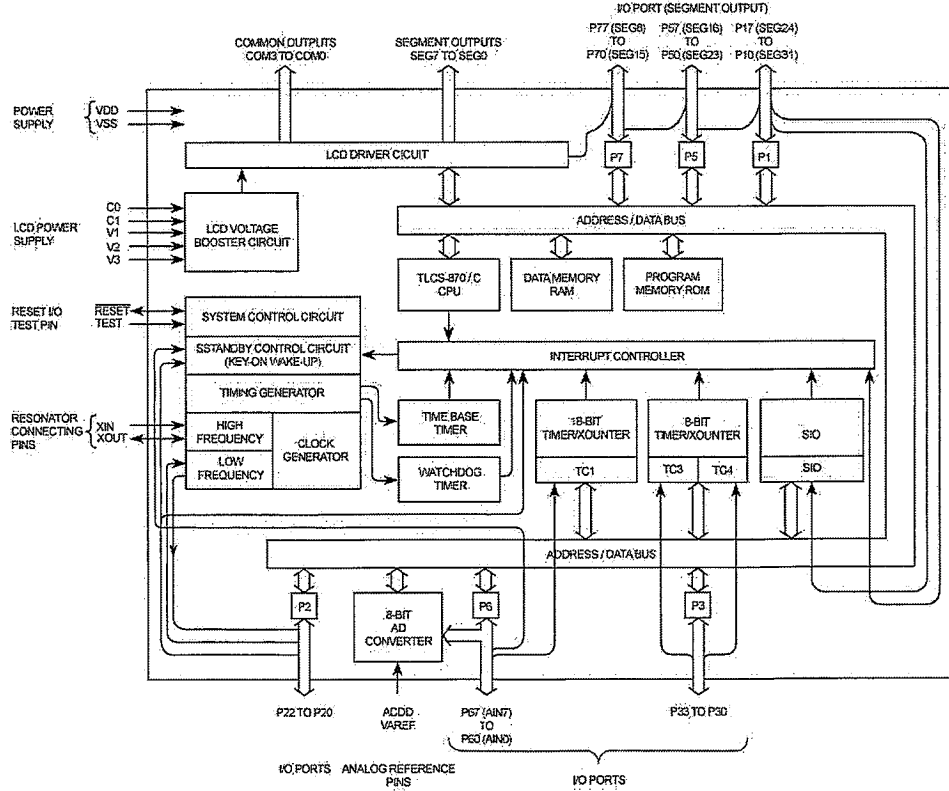 I/O PORT (SEGMENT OUTPUT)
COMMON OUTPUTS
COM3 TO COM0
SEGMENT OUTPUTS
SEG7 TO SEG0
P77 (SEG8)
TO
P70 (SEG15)
P57 (SEG16)
TO
P50 (SEG23)
P17 (SEG24)
TO
P10 (SEG31)
POWER
SUPPLY
VDD
VSS
LCD DRIVER CICUIT
P7
P5
P1
LCD POWER
SUPPLY
C0
C1
V1
V2
V3
LCD VOLTAGE
BOOSTER CIRCUIT
ADDRESS / DATA BUS
TLCS-870 / C
CPU
DATA MEMORY
RAM
PROGRAM
MEMORY ROM
RESET I/O
TEST PIN
RESET
TEST
SYSTEM CONTROL CIRCUIT
SSTANDBY CONTROL CIRCUIT
(KEY-ON WAKE-UP)
INTERRUPT CONTROLLER
TIMING GENERATOR
RESONATOR
CONNECTING
PINS
XIN
XOUT
HIGH
FREQUENCY
LOW
FREQUENCY
CLOCK
GENERATOR
TIME BASE
TIMER
WATCHDOG
TIMER
18-BIT
TIMER/XOUNTER
TC1
8-BIT
TIMER/XOUNTER
TC3
TC4
SIO
SIO
ADDRESS / DATA BUS
P2
8-BIT
AD
CONVERTER
P6
P3
P22 TO P20
ADDD
VAREF
P67 (AIN7)
TO
P60 (AIN0)
P33 TO P30
I/O PORTS
ANALOG REFERENCE
PINS
I/O PORTS